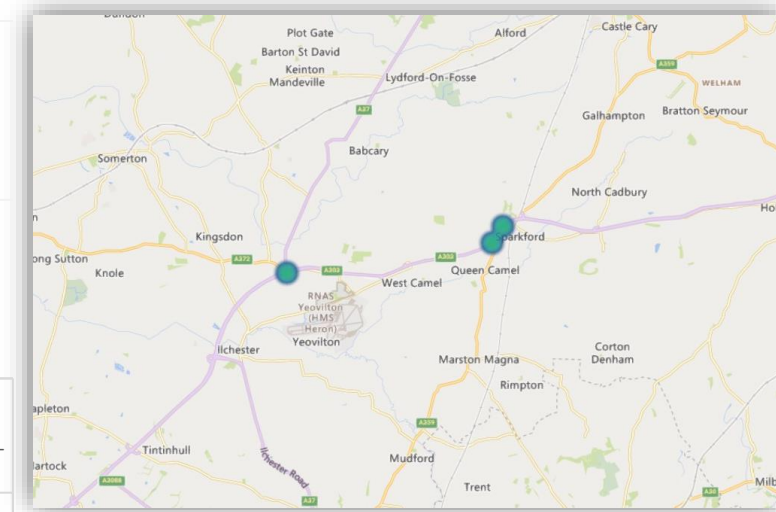 Plot Gate
Alford
Castle Cary
Barton St David
Keinton
Mandeville
Lydford-On-Fosse
A359
WELHAM
A37
Galhampton
Bratton Seymour
Babcary
Somerton
North Cadbury
Kingsdon
Sparkford
ong Sutton
A372
A303
A303
Queen Camel
Knole
West Camel
RNAS
Yeovilton
(HMS
Heron)
Yeovilton
Ilchester
Corton
Denham
Marston Magna
Rimpton
apleton
A359
Tintinhull
Ilchester Road
Mudford
artock
A3088
Trent
A37
A30
Milb